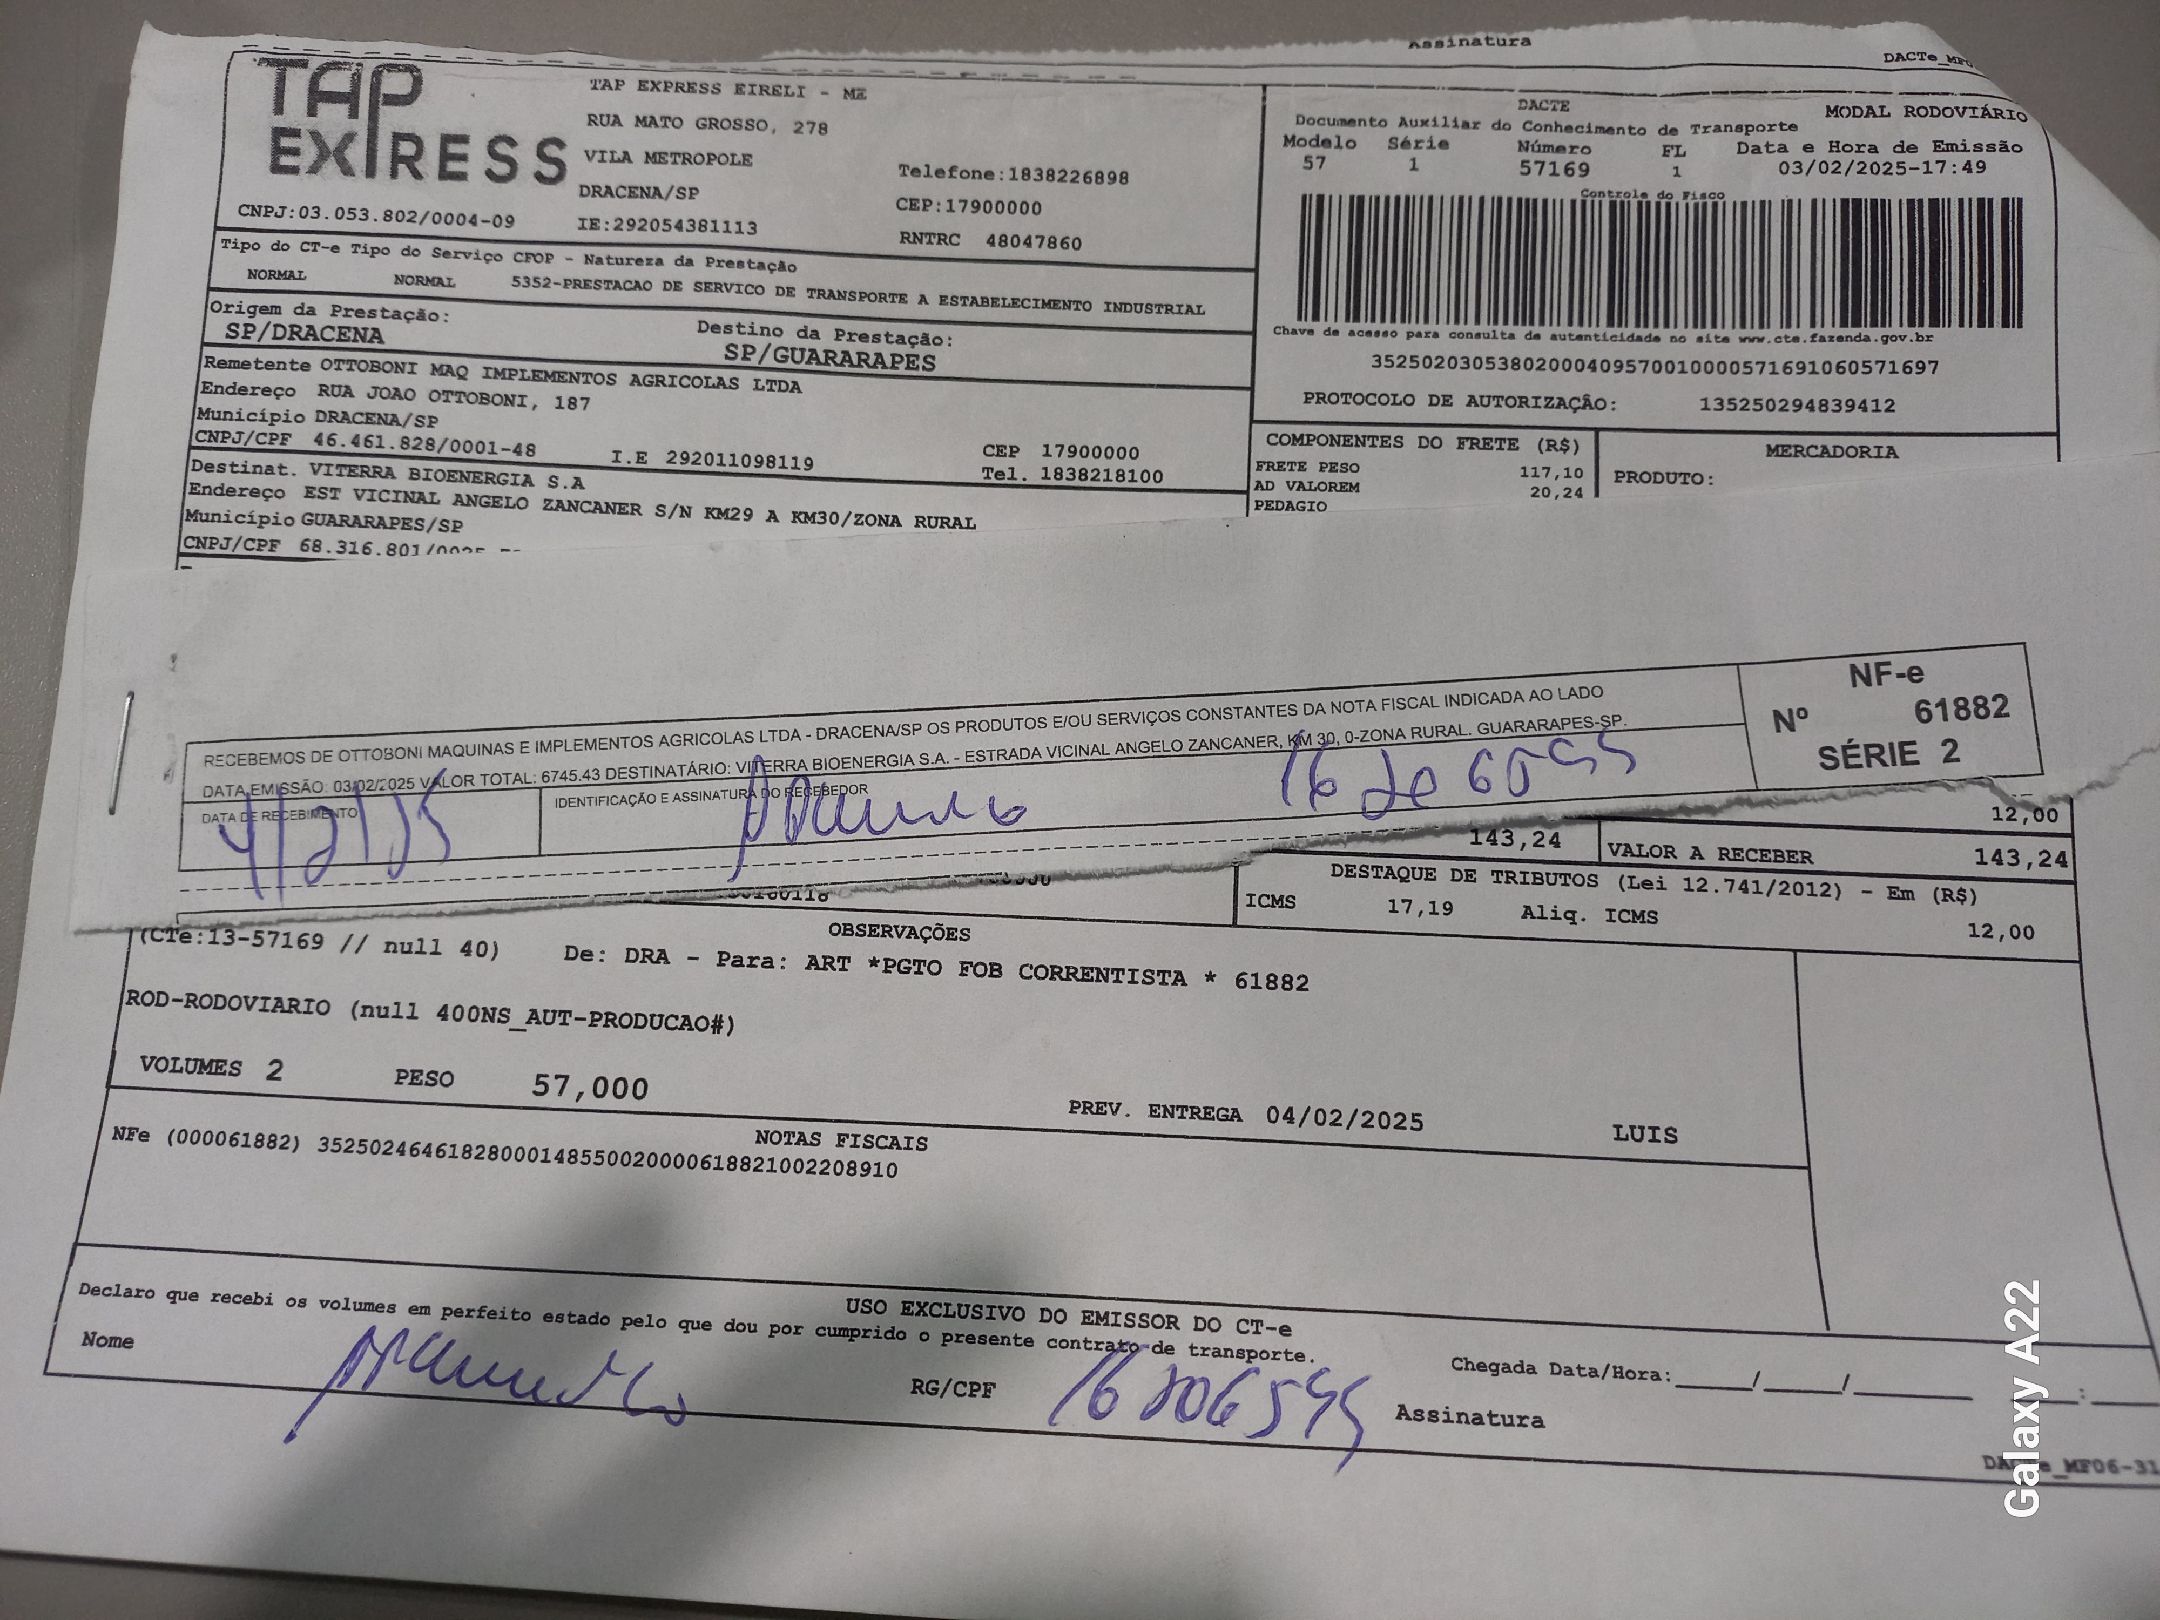 Assinatura
TAP EXPRESS
TAP EXPRESS EIRELI - ME
RUA MATO GROSSO, 278
VILA METROPOLE
DRACENA/SP
IE:292054381113
Telefone:1838226898
CEP:17900000
RNTRC 48047860
CNPJ:03.053.802/0004-09
DACTE
MODAL RODOVIÁRIO
Documento Auxiliar do Conhecimento de Transporte
Modelo Série Número FL Data e Hora de Emissão
57 1 57169 1 03/02/2025-17:49
Controle do Fisco
Chave de acesso para consulta de autenticidade no site www.cte.fazenda.gov.br
35250203053802000409570010000571691060571697
PROTOCOLO DE AUTORIZAÇÃO: 135250294839412
Tipo do CT-e Tipo do Serviço CFOP - Natureza da Prestação
NORMAL NORMAL 5352-PRESTACAO DE SERVICO DE TRANSPORTE A ESTABELECIMENTO INDUSTRIAL
Origem da Prestação: Destino da Prestação:
SP/DRACENA SP/GUARARAPES
Remetente OTTOBONI MAQ IMPLEMENTOS AGRICOLAS LTDA
Endereço RUA JOAO OTTOBONI, 187
Município DRACENA/SP
CNPJ/CPF 46.461.828/0001-48 I.E 292011098119
CEP 17900000
Tel. 1838218100
Destinat. VITERRA BIOENERGIA S.A
Endereço EST VICINAL ANGELO ZANCANER S/N KM29 A KM30/ZONA RURAL
Município GUARARAPES/SP
CNPJ/CPF 68.316.801/
COMPONENTES DO FRETE (R$)
FRETE PESO 117,10
AD VALOREM 20,24
PEDAGIO
MERCADORIA
PRODUTO:
RECEBEMOS DE OTTOBONI MAQUINAS E IMPLEMENTOS AGRICOLAS LTDA - DRACENA/SP OS PRODUTOS E/OU SERVIÇOS CONSTANTES DA NOTA FISCAL INDICADA AO LADO
DATA EMISSÃO: 03/02/2025 VALOR TOTAL: 6745.43 DESTINATÁRIO: VITERRA BIOENERGIA S.A. - ESTRADA VICINAL ANGELO ZANCANER, KM 30, 0-ZONA RURAL. GUARARAPES-SP.
DATA DE RECEBIMENTO
4/2/25
IDENTIFICAÇÃO E ASSINATURA DO RECEBEDOR
NF-e
Nº 61882
SÉRIE 2
12,00
143,24 VALOR A RECEBER 143,24
DESTAQUE DE TRIBUTOS (Lei 12.741/2012) - Em (R$)
ICMS 17,19 Aliq. ICMS 12,00
OBSERVAÇÕES
(CTe:13-57169 // null 40) De: DRA - Para: ART *PGTO FOB CORRENTISTA * 61882
ROD-RODOVIARIO (null 400NS_AUT-PRODUCAO#)
VOLUMES 2 PESO 57,000
PREV. ENTREGA 04/02/2025 LUIS
NOTAS FISCAIS
NFe (000061882) 35250246461828000148550020000618821002208910
USO EXCLUSIVO DO EMISSOR DO CT-e
Declaro que recebi os volumes em perfeito estado pelo que dou por cumprido o presente contrato de transporte.
Nome
RG/CPF
Chegada Data/Hora:____/____/______ __:__
Assinatura
Galaxy A22